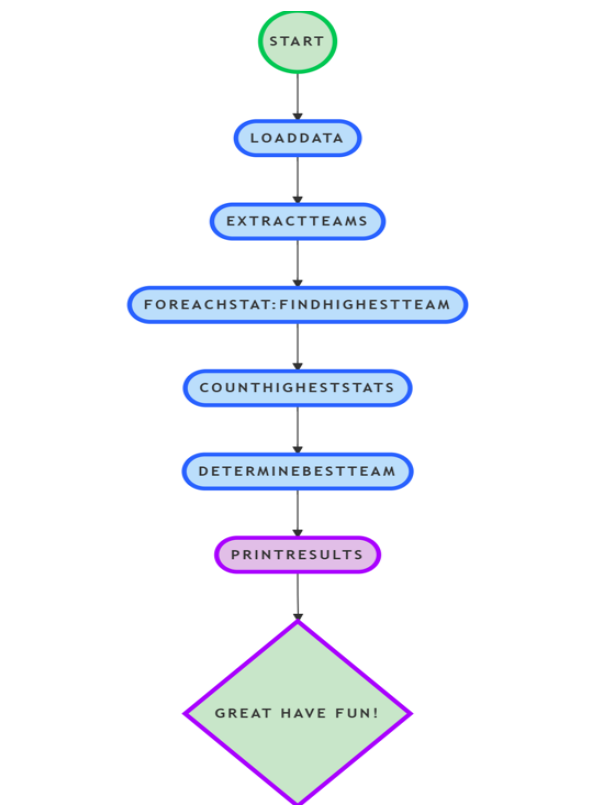 START
LOADDATA
EXTRACTTEAMS
FOREACHSTAT:FINDHIGHESTTEAM
COUNTHIGHESTSTATS
DETERMINEBESTTEAM
PRINTRESULTS
GREAT HAVE FUN!